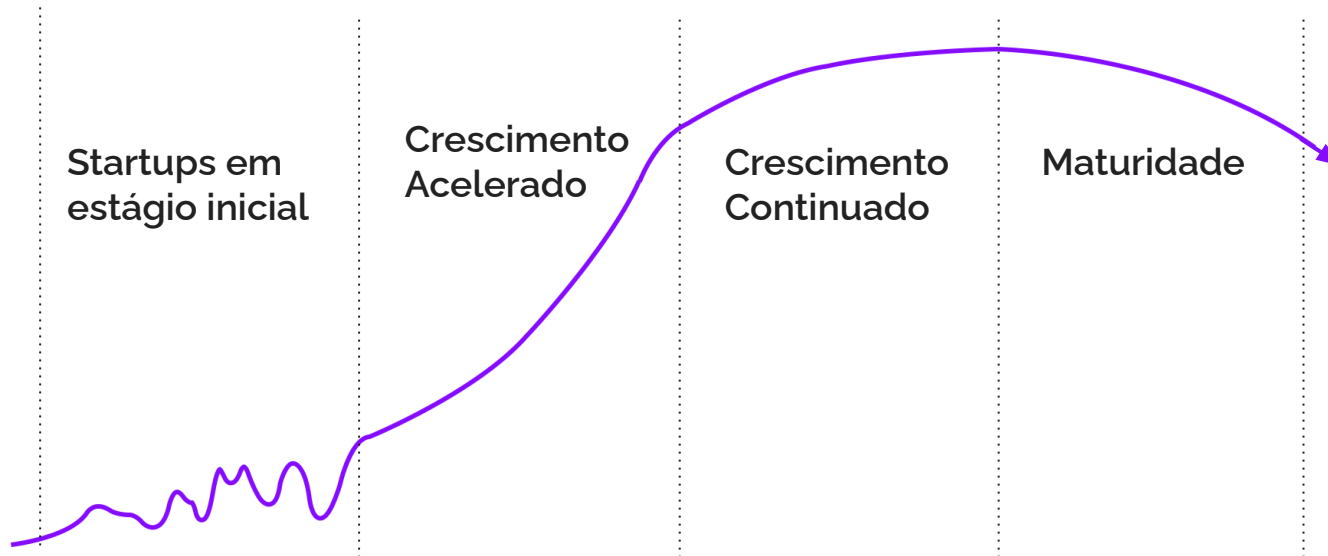 Startups em
estágio inicial
Crescimento
Acelerado
Crescimento
Continuado
Maturidade